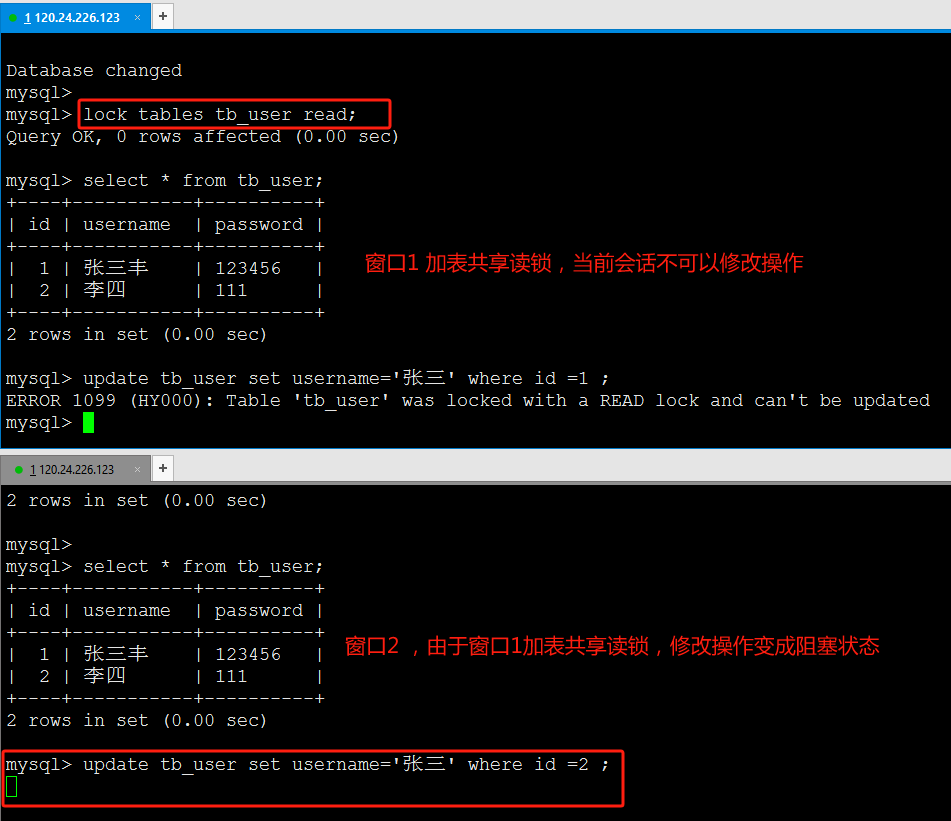 1 120.24.226.123 × +
Database changed
mysql>
mysql> lock tables tb_user read;
Query OK, 0 rows affected (0.00 sec)
mysql> select * from tb_user;
+----+-----------+----------+
| id | username  | password |
+----+-----------+----------+
|  1 | 张三丰    | 123456   |
|  2 | 李四      | 111      |
+----+-----------+----------+
窗口1 加表共享读锁，当前会话不可以修改操作
2 rows in set (0.00 sec)
mysql> update tb_user set username='张三' where id =1 ;
ERROR 1099 (HY000): Table 'tb_user' was locked with a READ lock and can't be updated
mysql>
1 120.24.226.123 × +
2 rows in set (0.00 sec)
mysql>
mysql> select * from tb_user;
+----+-----------+----------+
| id | username  | password |
+----+-----------+----------+
|  1 | 张三丰    | 123456   |
|  2 | 李四      | 111      |
+----+-----------+----------+
窗口2 ，由于窗口1加表共享读锁，修改操作变成阻塞状态
2 rows in set (0.00 sec)
mysql> update tb_user set username='张三' where id =2 ;